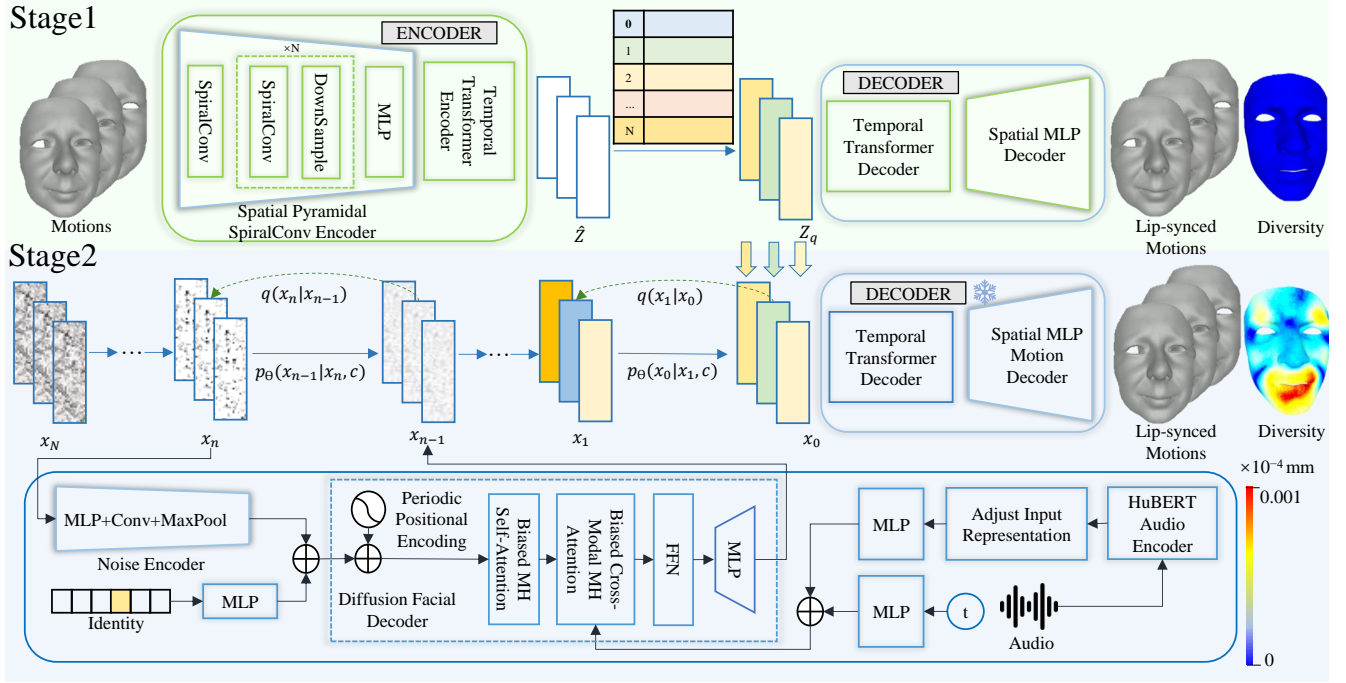 Stage1
ENCODER
×N
SpiralConv
SpiralConv
DownSample
MLP
Temporal
Transformer
Encoder
Spatial Pyramidal
SpiralConv Encoder
Motions
0
1
2
...
N
Ẑ
Z_q
DECODER
Temporal
Transformer
Decoder
Spatial MLP
Decoder
Lip-synced
Motions
Diversity
Stage2
q(x_n|x_{n-1})
q(x_1|x_0)
...
...
p_Θ(x_{n-1}|x_n, c)
p_Θ(x_0|x_1, c)
x_N
x_n
x_{n-1}
x_1
x_0
DECODER
Temporal
Transformer
Decoder
Spatial MLP
Motion
Decoder
Lip-synced
Motions
Diversity
×10⁻⁴ mm
0.001
0
MLP+Conv+MaxPool
Noise Encoder
Identity
MLP
Periodic
Positional
Encoding
Diffusion Facial
Decoder
Biased MH
Self-Attention
Biased Cross-
Modal MH
Attention
FFN
MLP
MLP
Adjust Input
Representation
HuBERT
Audio
Encoder
MLP
t
Audio